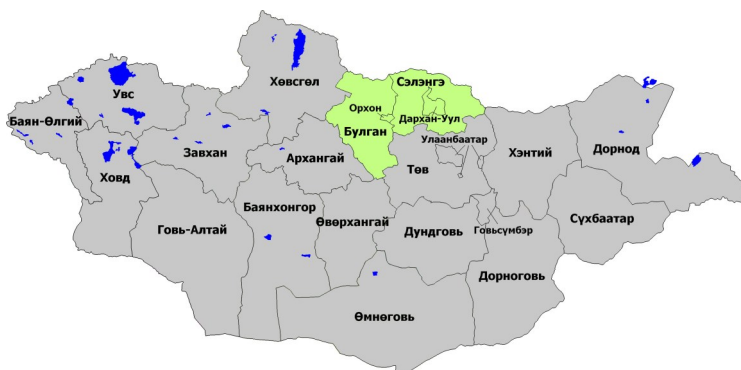 Хөвсгөл
Сэлэнгэ
Увс
Орхон
Дархан-Уул
Баян-Өлгий
Булган
Улаанбаатар
Завхан
Архангай
Хэнтий
Дорнод
Ховд
Төв
Баянхонгор
Өвөрхангай
Сүхбаатар
Говь-Алтай
Дундговь
Говьсүмбэр
Дорноговь
Өмнөговь